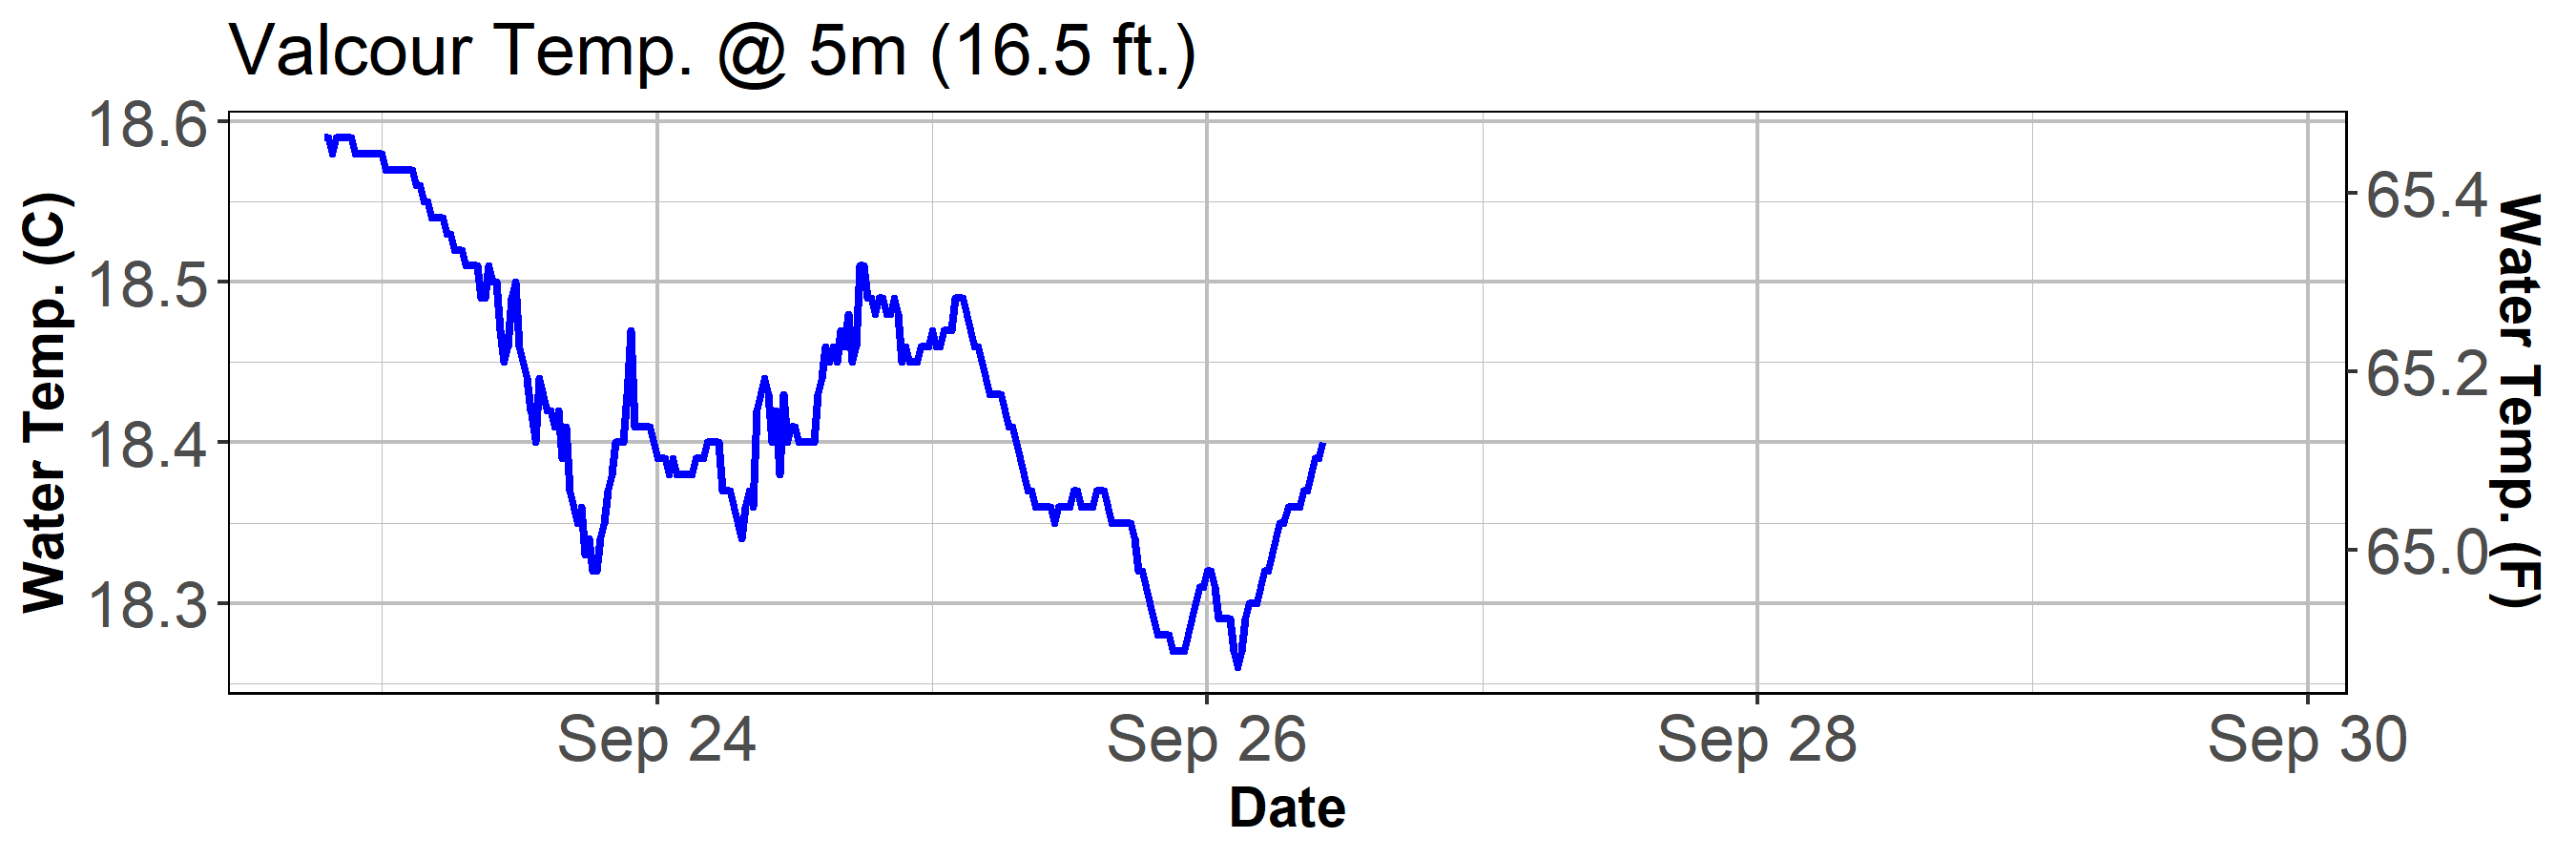 Valcour Temp. @ 5m (16.5 ft.)
Water Temp. (C)
18.6
18.5
18.4
18.3
65.4
65.2
65.0
Water Temp. (F)
Sep 24
Sep 26
Sep 28
Sep 30
Date